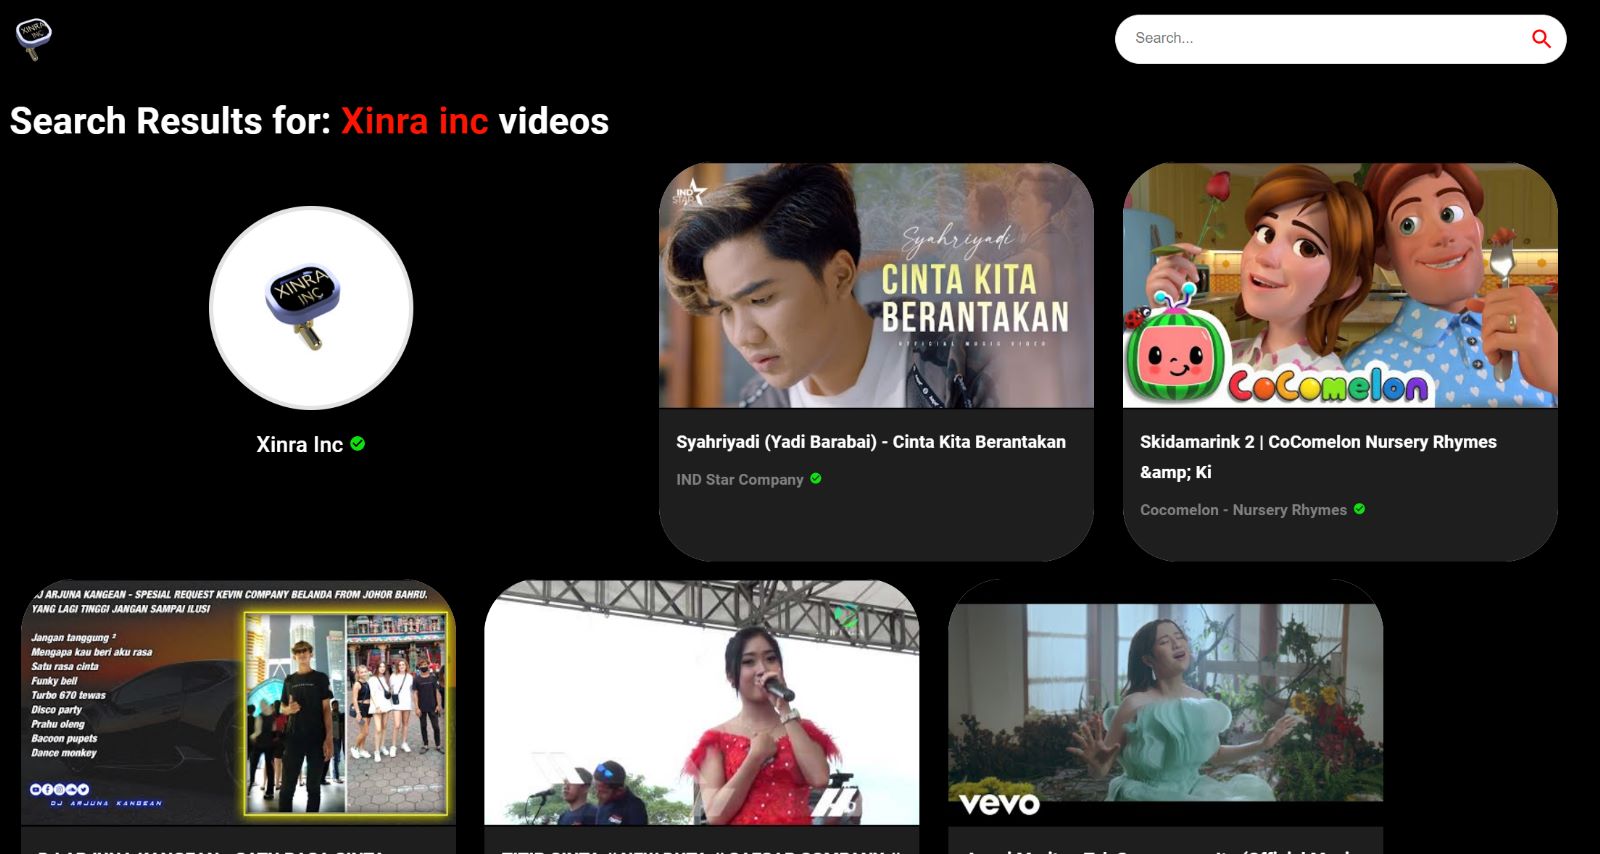 XINRA
INC
Search...
Search Results for: Xinra inc videos
XINRA
INC
Xinra Inc
IND
STAR
Syahriyadi
CINTA KITA
BERANTAKAN
OFFICIAL MUSIC VIDEO
Syahriyadi (Yadi Barabai) - Cinta Kita Berantakan
IND Star Company
CoComelon
Skidamarink 2 | CoComelon Nursery Rhymes
&amp; Ki
Cocomelon - Nursery Rhymes
DJ ARJUNA KANGEAN - SPESIAL REQUEST KEVIN COMPANY BELANDA FROM JOHOR BAHRU.
YANG LAGI TINGGI JANGAN SAMPAI ILUSI
Jangan tanggung ²
Mengapa kau beri aku rasa
Satu rasa cinta
Funky bell
Turbo 670 tewas
Disco party
Prahu oleng
Bacoon pupets
Dance monkey
DJ ARJUNA KANGEAN
vevo